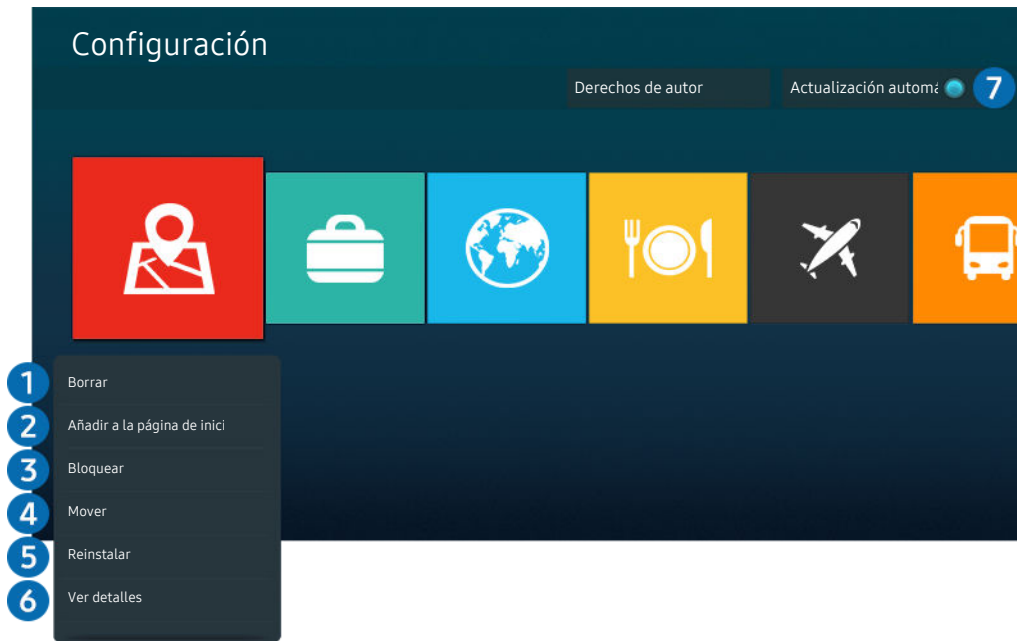 Configuración
Derechos de autor
Actualización automá
7
1 Borrar
2 Añadir a la página de inici
3 Bloquear
4 Mover
5 Reinstalar
6 Ver detalles